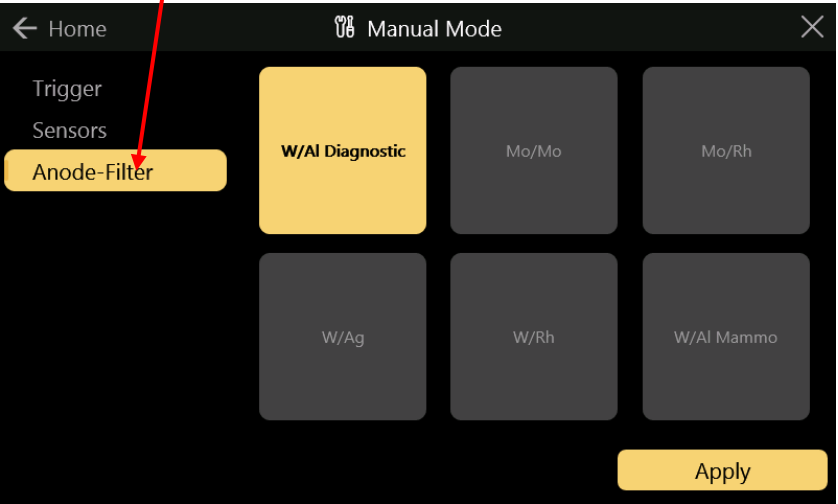 Home
Manual Mode
Trigger
Sensors
Anode-Filter
W/Al Diagnostic
Mo/Mo
Mo/Rh
W/Ag
W/Rh
W/Al Mammo
Apply